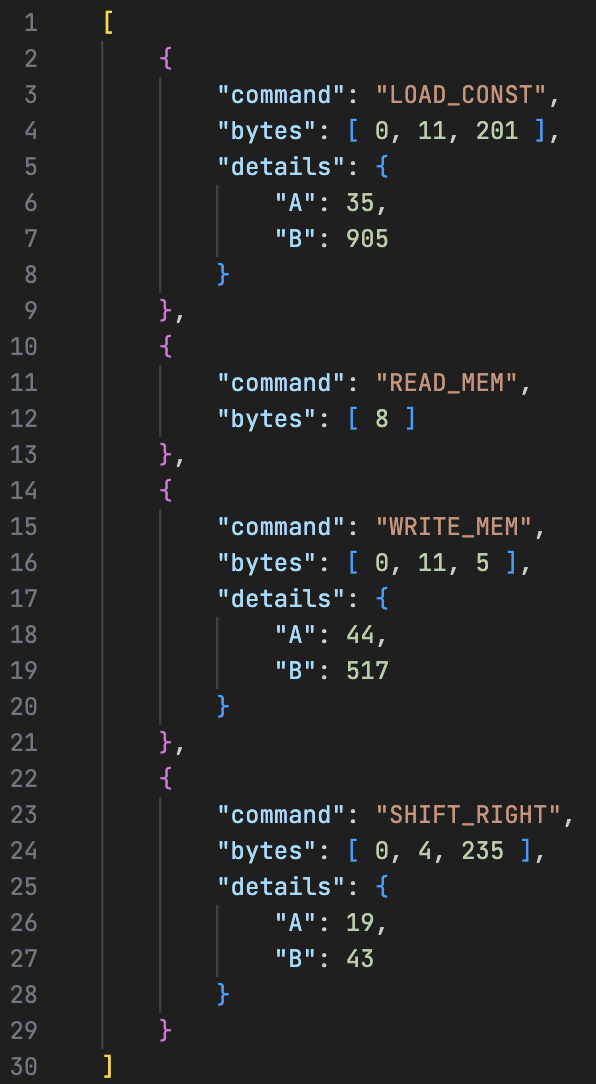 1 [
2 {
3 "command": "LOAD_CONST",
4 "bytes": [ 0, 11, 201 ],
5 "details": {
6 "A": 35,
7 "B": 905
8 }
9 },
10 {
11 "command": "READ_MEM",
12 "bytes": [ 8 ]
13 },
14 {
15 "command": "WRITE_MEM",
16 "bytes": [ 0, 11, 5 ],
17 "details": {
18 "A": 44,
19 "B": 517
20 }
21 },
22 {
23 "command": "SHIFT_RIGHT",
24 "bytes": [ 0, 4, 235 ],
25 "details": {
26 "A": 19,
27 "B": 43
28 }
29 }
30 ]